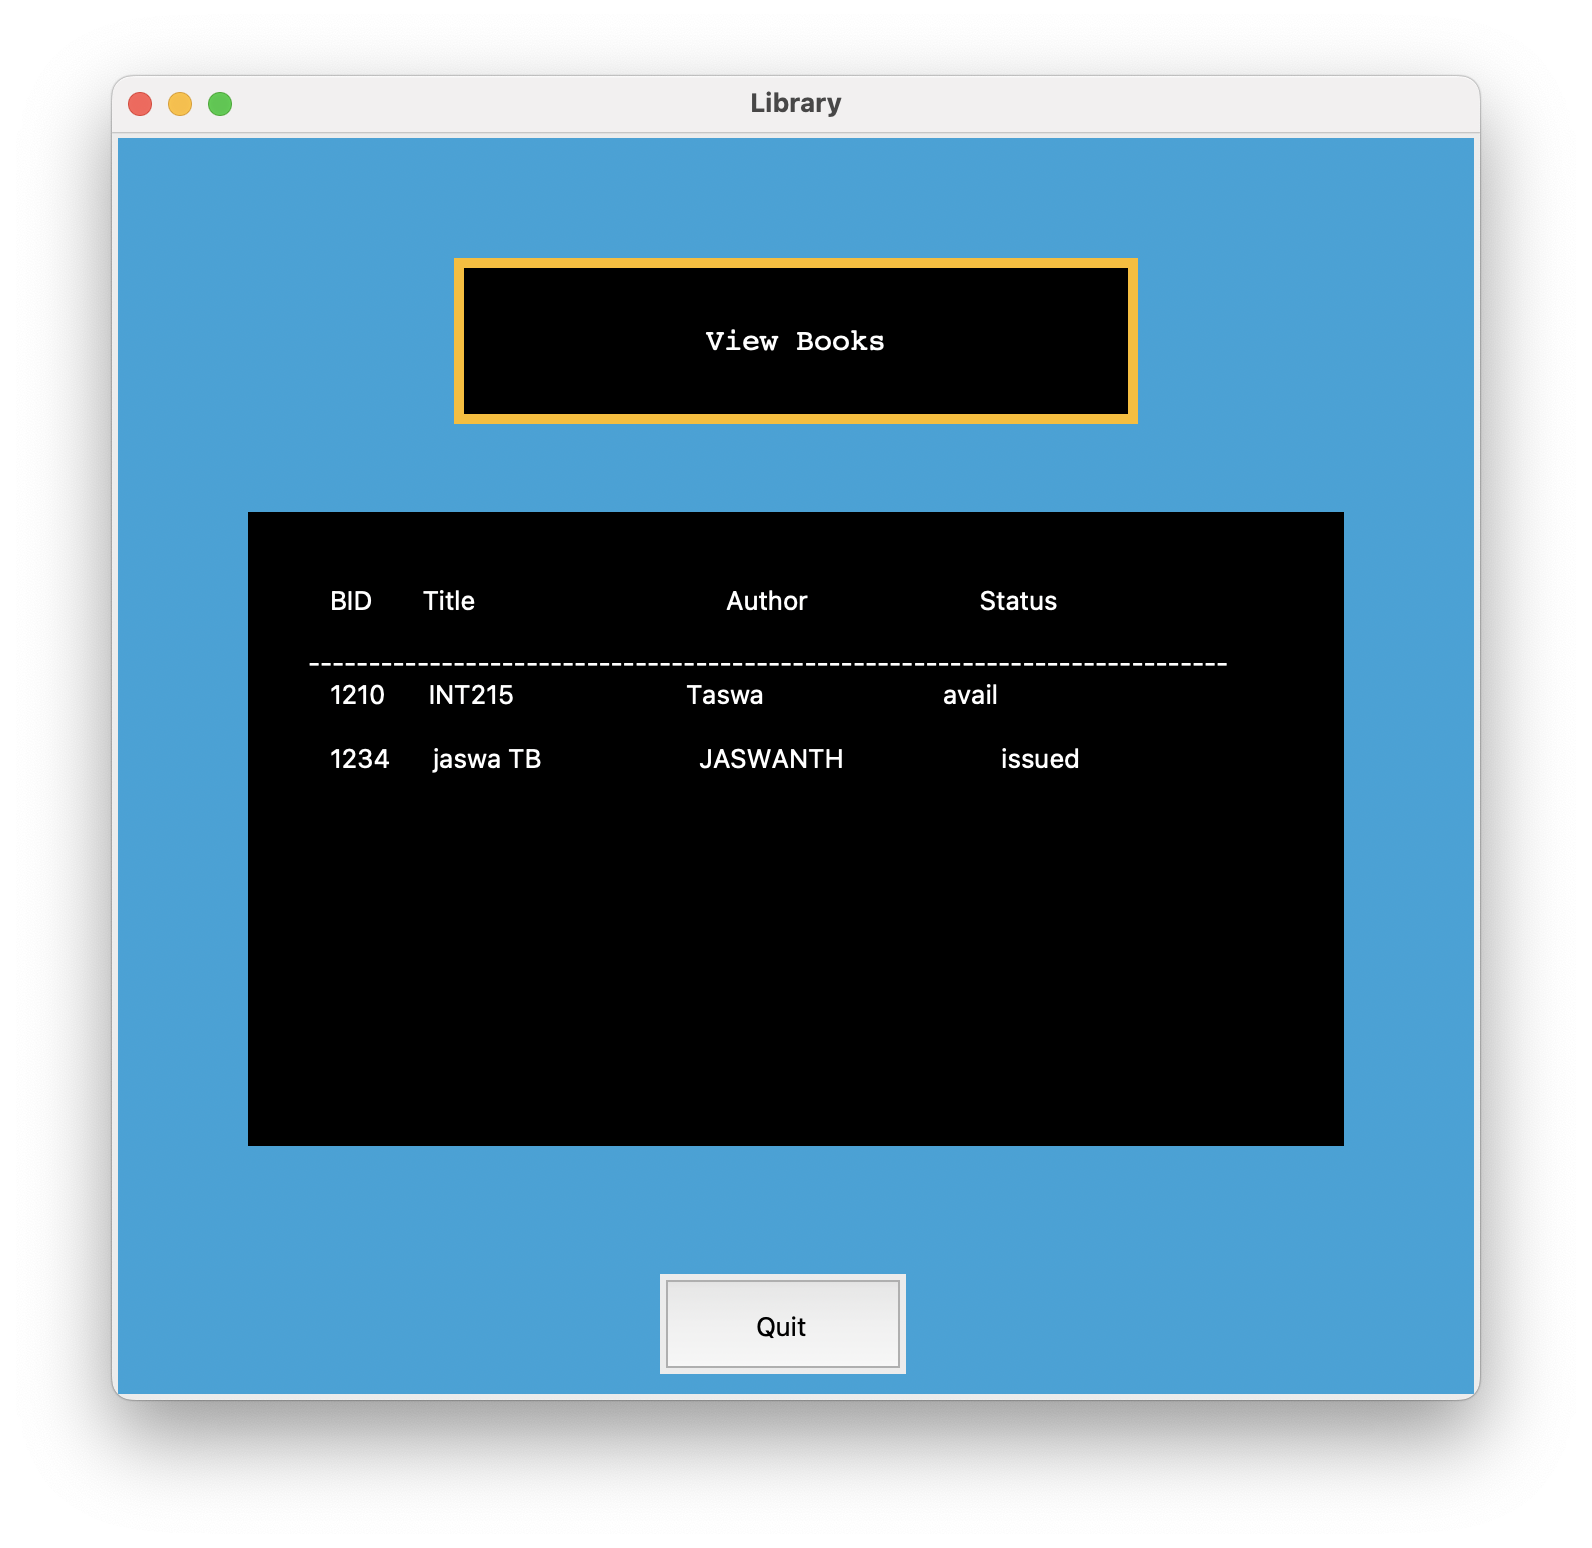 Library
View Books
BID Title Author Status
----------------------------------------------------------------------------
1210 INT215 Taswa avail
1234 jaswa TB JASWANTH issued
Quit